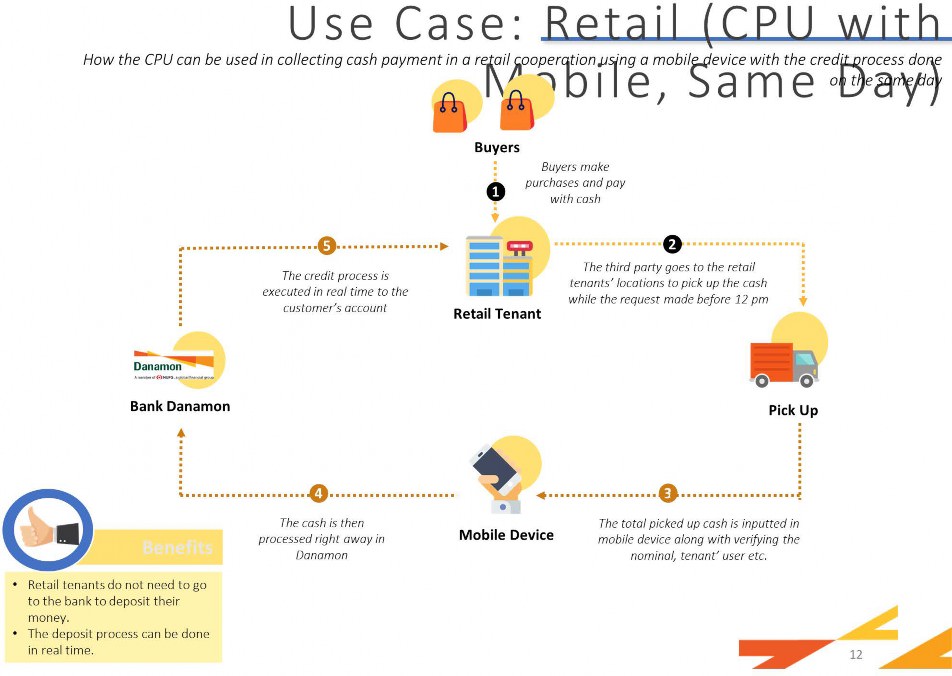 Use Case: Retail (CPU with
Mobile, Same Day)
How the CPU can be used in collecting cash payment in a retail cooperation using a mobile device with the credit process done
on the same day
Buyers
1
Buyers make
purchases and pay
with cash
5
2
The credit process is
executed in real time to the
customer's account
Retail Tenant
The third party goes to the retail
tenants' locations to pick up the cash
while the request made before 12 pm
Danamon
A member of MUFG, a global financial group
Bank Danamon
Pick Up
4
3
The cash is then
processed right away in
Danamon
Mobile Device
The total picked up cash is inputted in
mobile device along with verifying the
nominal, tenant' user etc.
Benefits
• Retail tenants do not need to go
to the bank to deposit their
money.
• The deposit process can be done
in real time.
12